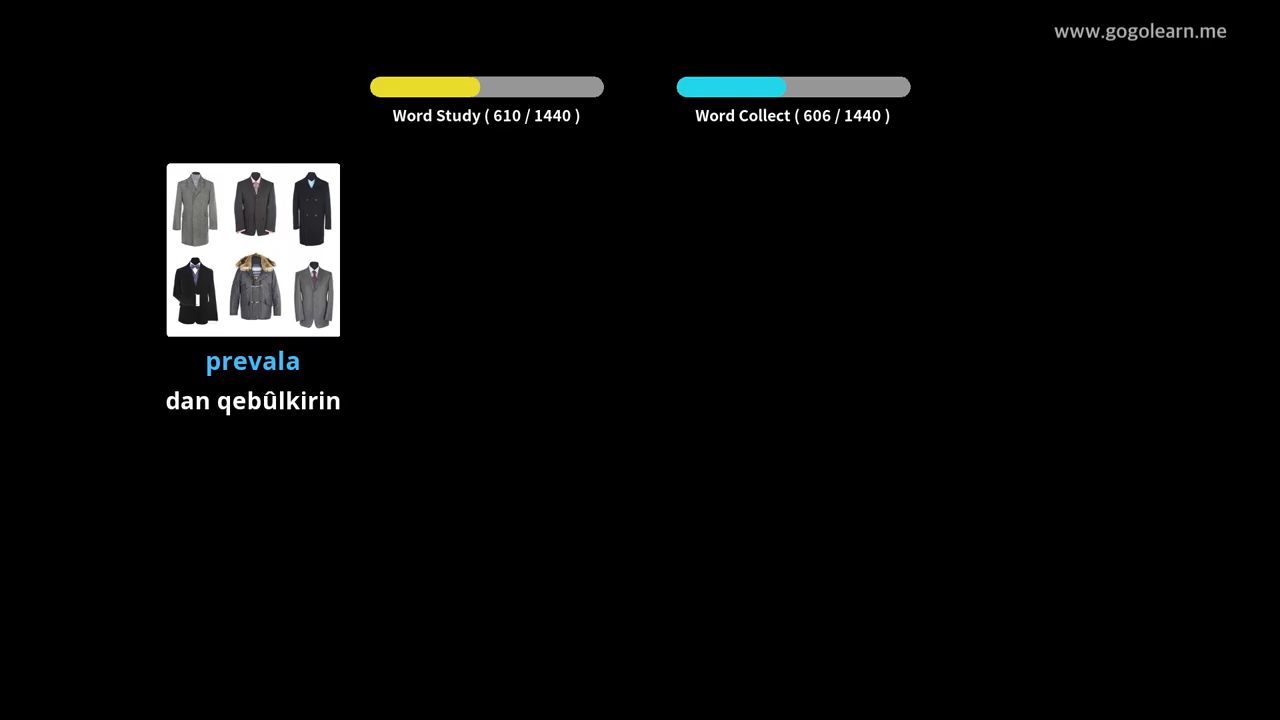 www.gogolearn.me
Word Study ( 610 / 1440 )
Word Collect ( 606 / 1440 )
prevala
dan qebûlkirin